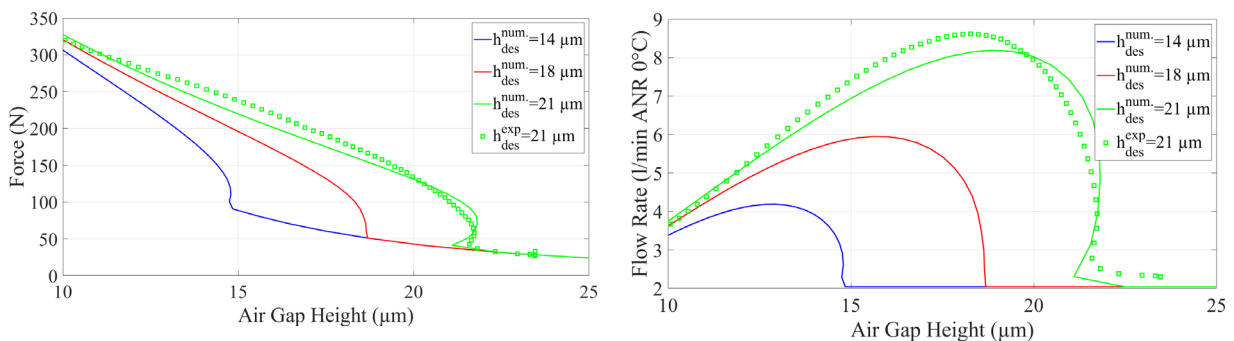 350
300
250
200
150
100
50
0
Force (N)
10
15
20
25
Air Gap Height (µm)
h_des^num.=14 µm
h_des^num.=18 µm
h_des^num.=21 µm
h_des^exp=21 µm
9
8
7
6
5
4
3
2
Flow Rate (l/min ANR 0°C)
10
15
20
25
Air Gap Height (µm)
h_des^num.=14 µm
h_des^num.=18 µm
h_des^num.=21 µm
h_des^exp=21 µm